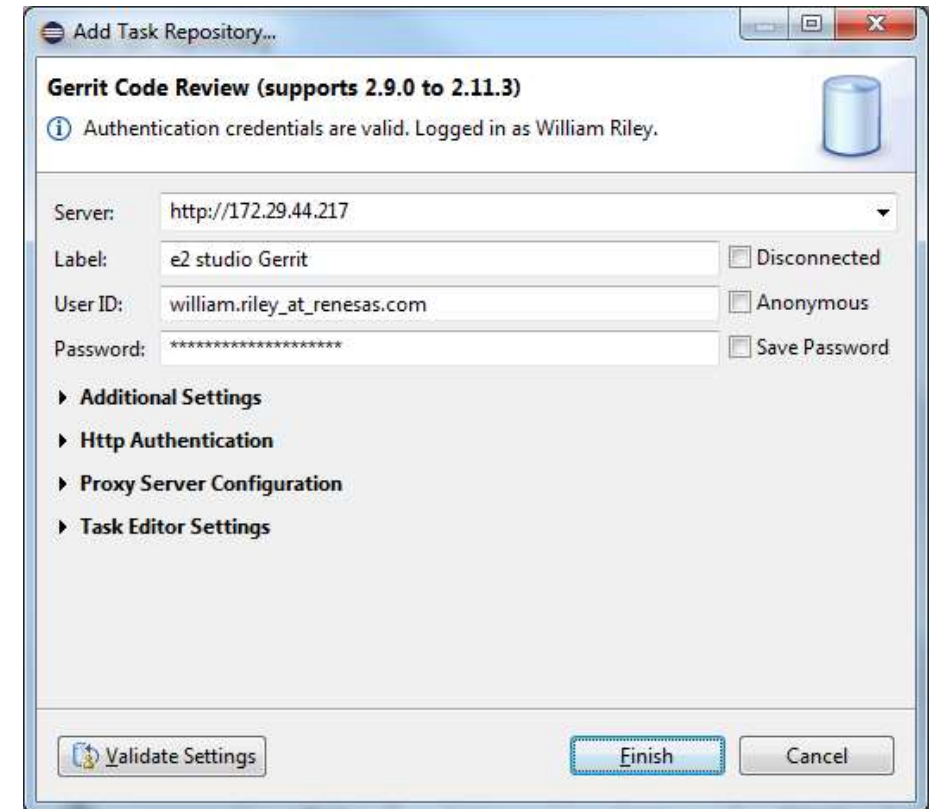 Add Task Repository...
Gerrit Code Review (supports 2.9.0 to 2.11.3)
Authentication credentials are valid. Logged in as William Riley.
Server: http://172.29.44.217
Label: e2 studio Gerrit Disconnected
User ID: william.riley_at_renesas.com Anonymous
Password: ******************** Save Password
Additional Settings
Http Authentication
Proxy Server Configuration
Task Editor Settings
Validate Settings Finish Cancel